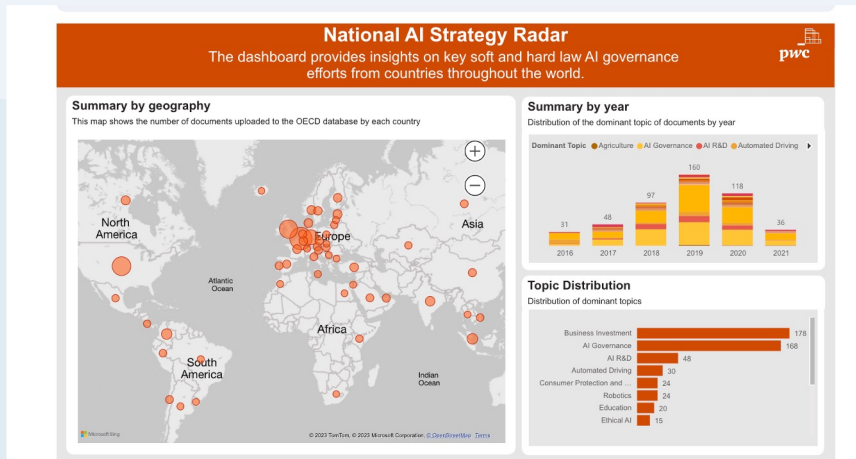 National AI Strategy Radar
The dashboard provides insights on key soft and hard law AI governance
efforts from countries throughout the world.
pwc
Summary by geography
This map shows the number of documents uploaded to the OECD database by each country
North
America
Atlantic
Ocean
Europe
Asia
Africa
South
America
Indian
Ocean
Microsoft Bing
© 2023 TomTom, © 2023 Microsoft Corporation, © OpenStreetMap Terms
Summary by year
Distribution of the dominant topic of documents by year
Dominant Topic Agriculture AI Governance AI R&D Automated Driving
31 48 97 160 118 36
2016 2017 2018 2019 2020 2021
Topic Distribution
Distribution of dominant topics
Business Investment 178
AI Governance 168
AI R&D 48
Automated Driving 30
Consumer Protection and ... 24
Robotics 24
Education 20
Ethical AI 15